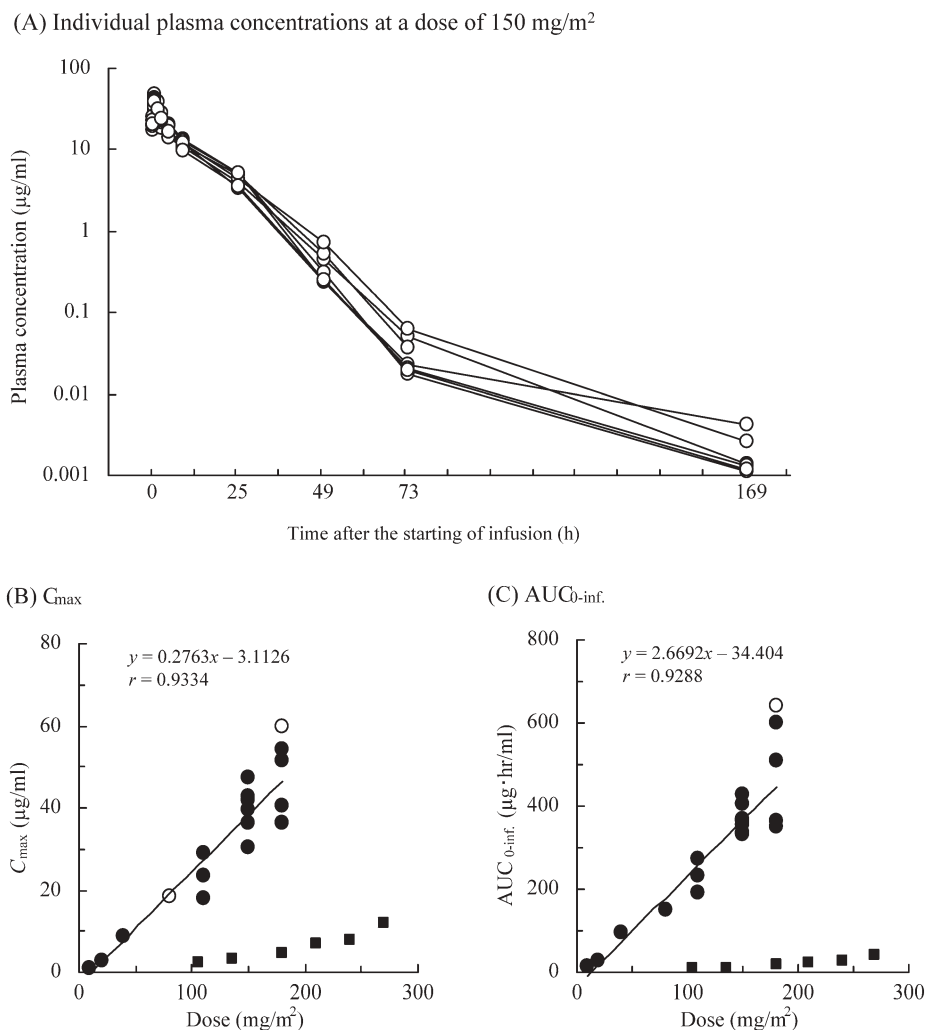 (A) Individual plasma concentrations at a dose of 150 mg/m²
100
10
1
0.1
0.01
0.001
Plasma concentration (µg/ml)
0 25 49 73 169
Time after the starting of infusion (h)
(B) Cmax
80
60
40
20
0
Cmax (µg/ml)
y = 0.2763x – 3.1126
r = 0.9334
100 200 300
Dose (mg/m²)
(C) AUC0-inf.
800
600
400
200
0
AUC 0-inf. (µg·hr/ml)
y = 2.6692x – 34.404
r = 0.9288
0 100 200 300
Dose (mg/m²)